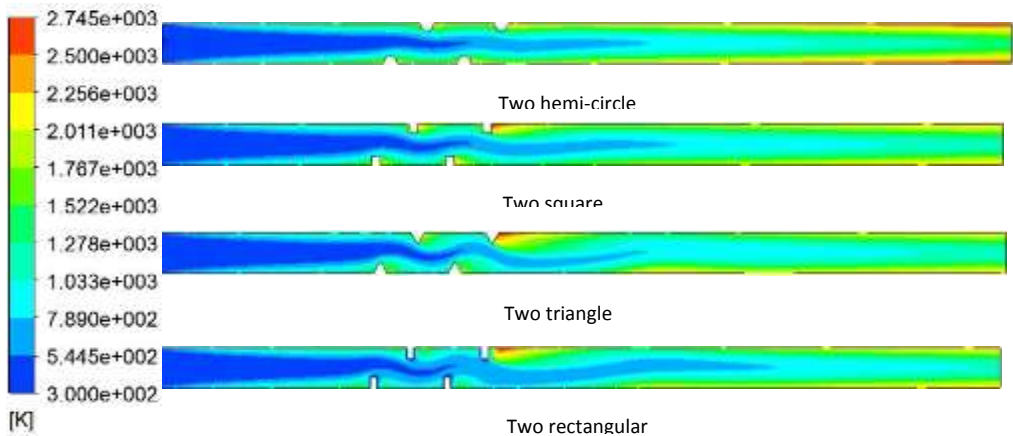 2.745e+003
2.500e+003
2.256e+003
2.011e+003
1.767e+003
1.522e+003
1.278e+003
1.033e+003
7.890e+002
5.445e+002
3.000e+002
[K]
Two hemi-circle
Two square
Two triangle
Two rectangular